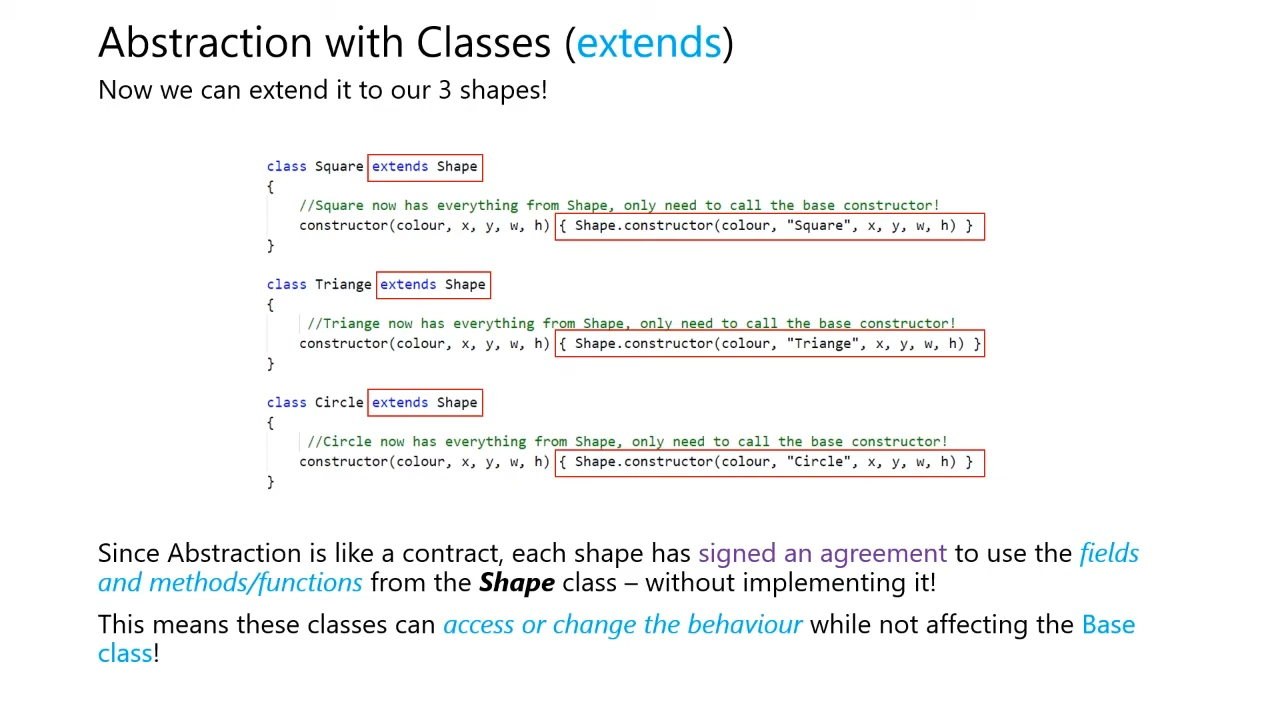 Abstraction with Classes (extends)
Now we can extend it to our 3 shapes!
class Square extends Shape
{
//Square now has everything from Shape, only need to call the base constructor!
constructor(colour, x, y, w, h) { Shape.constructor(colour, "Square", x, y, w, h) }
}
class Triange extends Shape
{
//Triange now has everything from Shape, only need to call the base constructor!
constructor(colour, x, y, w, h) { Shape.constructor(colour, "Triange", x, y, w, h) }
}
class Circle extends Shape
{
//Circle now has everything from Shape, only need to call the base constructor!
constructor(colour, x, y, w, h) { Shape.constructor(colour, "Circle", x, y, w, h) }
}
Since Abstraction is like a contract, each shape has signed an agreement to use the fields
and methods/functions from the Shape class – without implementing it!
This means these classes can access or change the behaviour while not affecting the Base
class!